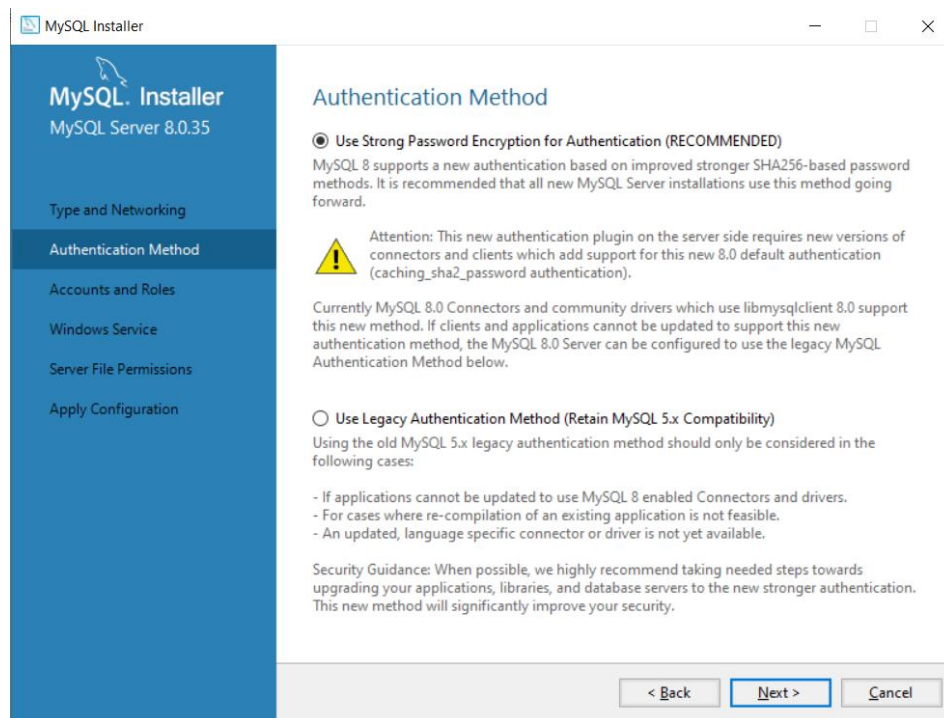 MySQL Installer
MySQL. Installer
MySQL Server 8.0.35
Type and Networking
Authentication Method
Accounts and Roles
Windows Service
Server File Permissions
Apply Configuration
Authentication Method
Use Strong Password Encryption for Authentication (RECOMMENDED)
MySQL 8 supports a new authentication based on improved stronger SHA256-based password
methods. It is recommended that all new MySQL Server installations use this method going
forward.
Attention: This new authentication plugin on the server side requires new versions of
connectors and clients which add support for this new 8.0 default authentication
(caching_sha2_password authentication).
Currently MySQL 8.0 Connectors and community drivers which use libmysqlclient 8.0 support
this new method. If clients and applications cannot be updated to support this new
authentication method, the MySQL 8.0 Server can be configured to use the legacy MySQL
Authentication Method below.
Use Legacy Authentication Method (Retain MySQL 5.x Compatibility)
Using the old MySQL 5.x legacy authentication method should only be considered in the
following cases:
- If applications cannot be updated to use MySQL 8 enabled Connectors and drivers.
- For cases where re-compilation of an existing application is not feasible.
- An updated, language specific connector or driver is not yet available.
Security Guidance: When possible, we highly recommend taking needed steps towards
upgrading your applications, libraries, and database servers to the new stronger authentication.
This new method will significantly improve your security.
< Back
Next >
Cancel